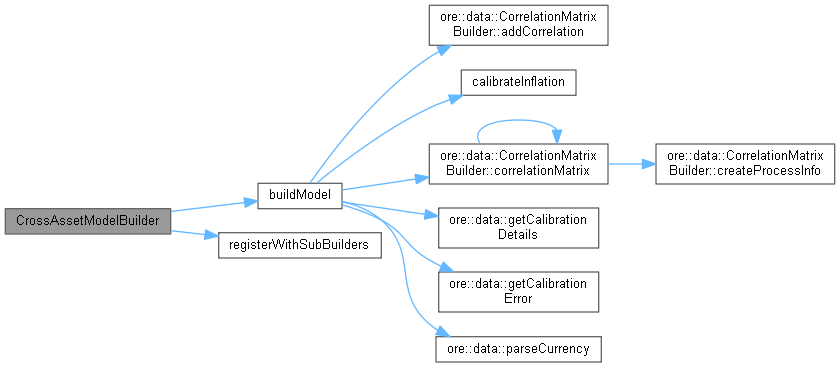 ore::data::CorrelationMatrix
Builder::addCorrelation
calibrateInflation
ore::data::CorrelationMatrix
Builder::correlationMatrix
ore::data::CorrelationMatrix
Builder::createProcessInfo
buildModel
CrossAssetModelBuilder
registerWithSubBuilders
ore::data::getCalibration
Details
ore::data::getCalibration
Error
ore::data::parseCurrency